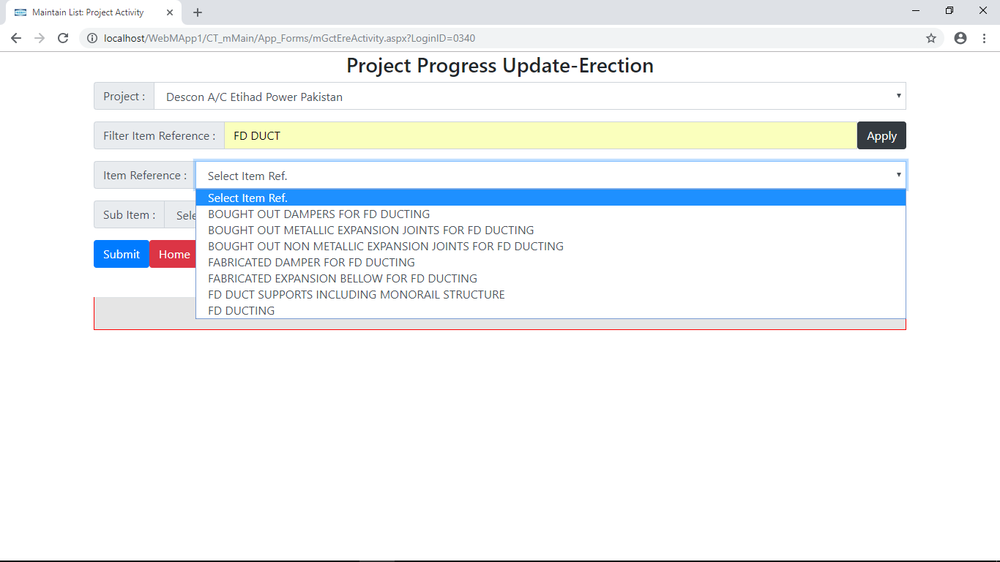 Maintain List: Project Activity
localhost/WebMApp1/CT_mMain/App_Forms/mGctEreActivity.aspx?LoginID=0340
Project Progress Update-Erection
Project : Descon A/C Etihad Power Pakistan
Filter Item Reference : FD DUCT Apply
Item Reference : Select Item Ref.
Select Item Ref.
BOUGHT OUT DAMPERS FOR FD DUCTING
Sub Item : Sele
BOUGHT OUT METALLIC EXPANSION JOINTS FOR FD DUCTING
BOUGHT OUT NON METALLIC EXPANSION JOINTS FOR FD DUCTING
Submit Home
FABRICATED DAMPER FOR FD DUCTING
FABRICATED EXPANSION BELLOW FOR FD DUCTING
FD DUCT SUPPORTS INCLUDING MONORAIL STRUCTURE
FD DUCTING